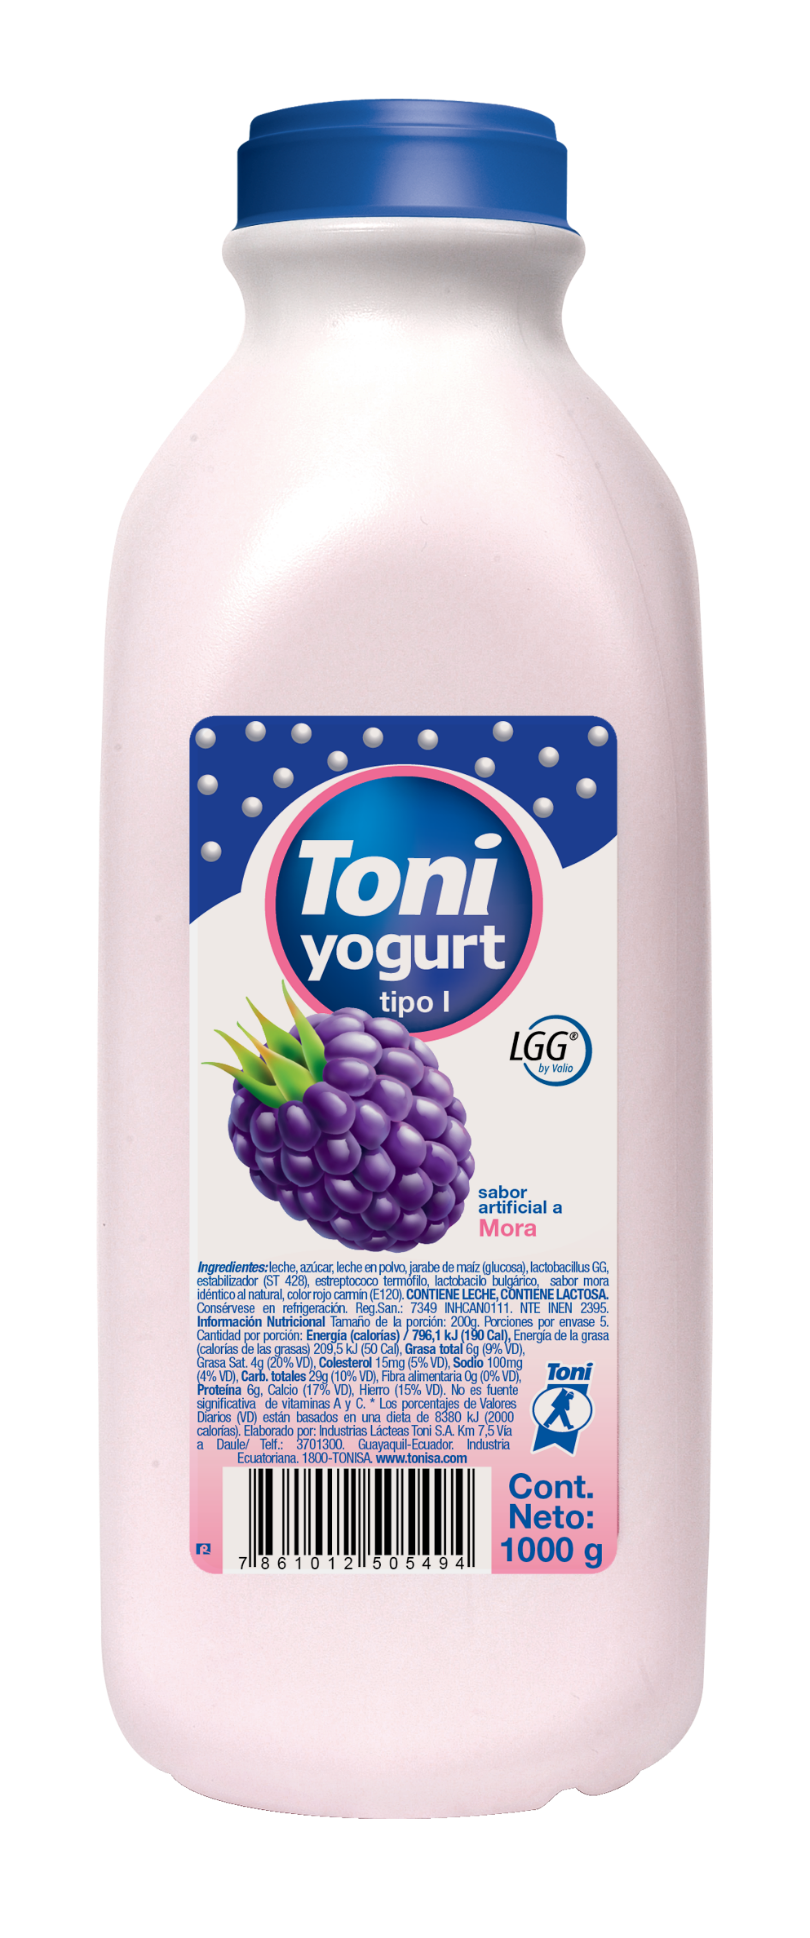 Toni
yogurt
tipo I
LGG®
by Valio
sabor
artificial a
Mora
Ingredientes: leche, azúcar, leche en polvo, jarabe de maíz (glucosa), lactobacillus GG,
estabilizador (ST 428), estreptococo termófilo, lactobacilo bulgárico, sabor mora
idéntico al natural, color rojo carmín (E120). CONTIENE LECHE, CONTIENE LACTOSA.
Consérvese en refrigeración. Reg.San.: 7349 INHCAN0111. NTE INEN 2395.
Información Nutricional Tamaño de la porción: 200g. Porciones por envase 5.
Cantidad por porción: Energía (calorías) / 796,1 kJ (190 Cal), Energía de la grasa
(calorías de las grasas) 209,5 kJ (50 Cal), Grasa total 6g (9% VD),
Grasa Sat. 4g (20% VD), Colesterol 15mg (5% VD), Sodio 100mg
(4% VD), Carb. totales 29g (10% VD), Fibra alimentaria 0g (0% VD),
Proteína 6g, Calcio (17% VD), Hierro (15% VD). No es fuente
significativa de vitaminas A y C. * Los porcentajes de Valores
Diarios (VD) están basados en una dieta de 8380 kJ (2000
calorías). Elaborado por: Industrias Lácteas Toni S.A. Km 7,5 Vía
a Daule/ Telf.: 3701300. Guayaquil-Ecuador. Industria
Ecuatoriana. 1800-TONISA. www.tonisa.com
Toni
Cont.
Neto:
1000 g
7 861012 505494